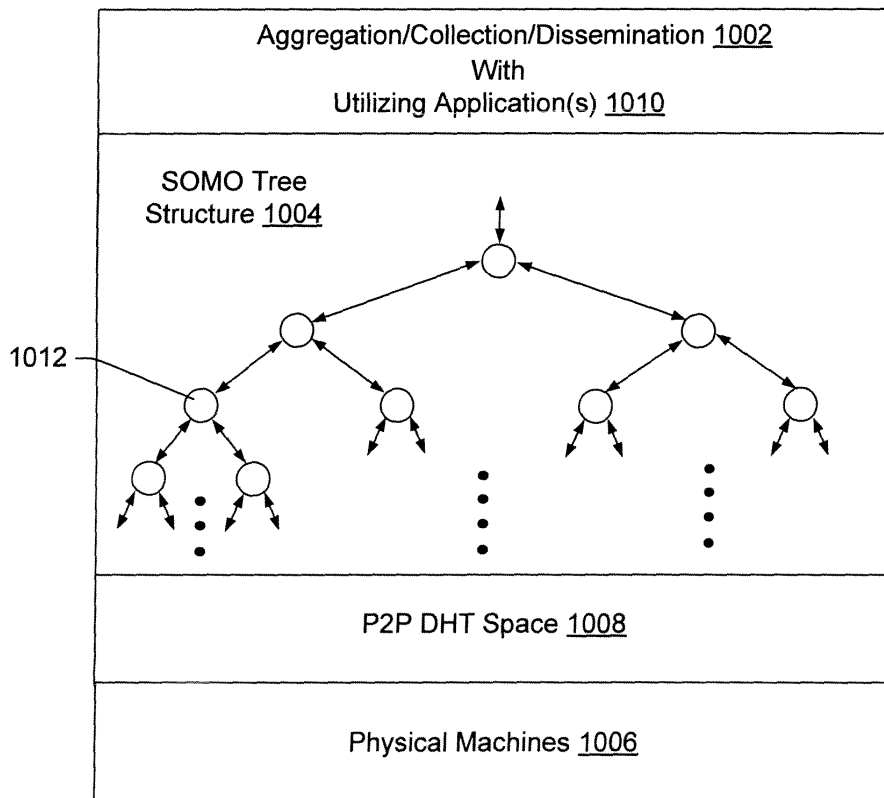 Aggregation/Collection/Dissemination 1002
With
Utilizing Application(s) 1010
SOMO Tree
Structure 1004
1012
P2P DHT Space 1008
Physical Machines 1006